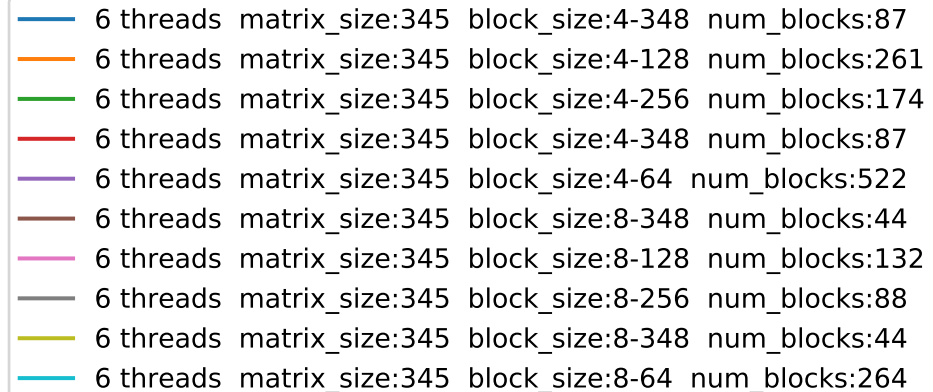 6 threads matrix_size:345 block_size:4-348 num_blocks:87
6 threads matrix_size:345 block_size:4-128 num_blocks:261
6 threads matrix_size:345 block_size:4-256 num_blocks:174
6 threads matrix_size:345 block_size:4-348 num_blocks:87
6 threads matrix_size:345 block_size:4-64 num_blocks:522
6 threads matrix_size:345 block_size:8-348 num_blocks:44
6 threads matrix_size:345 block_size:8-128 num_blocks:132
6 threads matrix_size:345 block_size:8-256 num_blocks:88
6 threads matrix_size:345 block_size:8-348 num_blocks:44
6 threads matrix_size:345 block_size:8-64 num_blocks:264